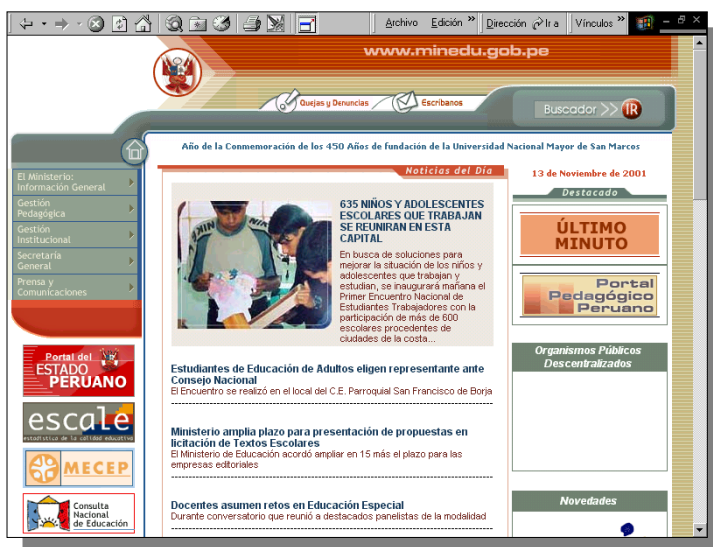 Archivo Edición » Dirección Ir a Vínculos »
www.minedu.gob.pe
Quejas y Denuncias Escríbanos
Buscador >> IR
Año de la Conmemoración de los 450 Años de fundación de la Universidad Nacional Mayor de San Marcos
El Ministerio:
Información General
Gestión
Pedagógica
Gestión
Institucional
Secretaría
General
Prensa y
Comunicaciones
Portal del
ESTADO
PERUANO
escale
estadística de la calidad educativa
MECEP
Consulta
Nacional
de Educación
Noticias del Día
635 NIÑOS Y ADOLESCENTES
ESCOLARES QUE TRABAJAN
SE REUNIRAN EN ESTA
CAPITAL
En busca de soluciones para
mejorar la situación de los niños y
adolescentes que trabajan y
estudian, se inaugurará mañana el
Primer Encuentro Nacional de
Estudiantes Trabajadores con la
participación de más de 600
escolares procedentes de
ciudades de la costa...
Estudiantes de Educación de Adultos eligen representante ante
Consejo Nacional
El Encuentro se realizó en el local del C.E. Parroquial San Francisco de Borja
Ministerio amplia plazo para presentación de propuestas en
licitación de Textos Escolares
El Ministerio de Educación acordó ampliar en 15 más el plazo para las
empresas editoriales
Docentes asumen retos en Educación Especial
Durante conversatorio que reunió a destacados panelistas de la modalidad
13 de Noviembre de 2001
Destacado
ÚLTIMO
MINUTO
Portal
Pedagógico
Peruano
Organismos Públicos
Descentralizados
Novedades